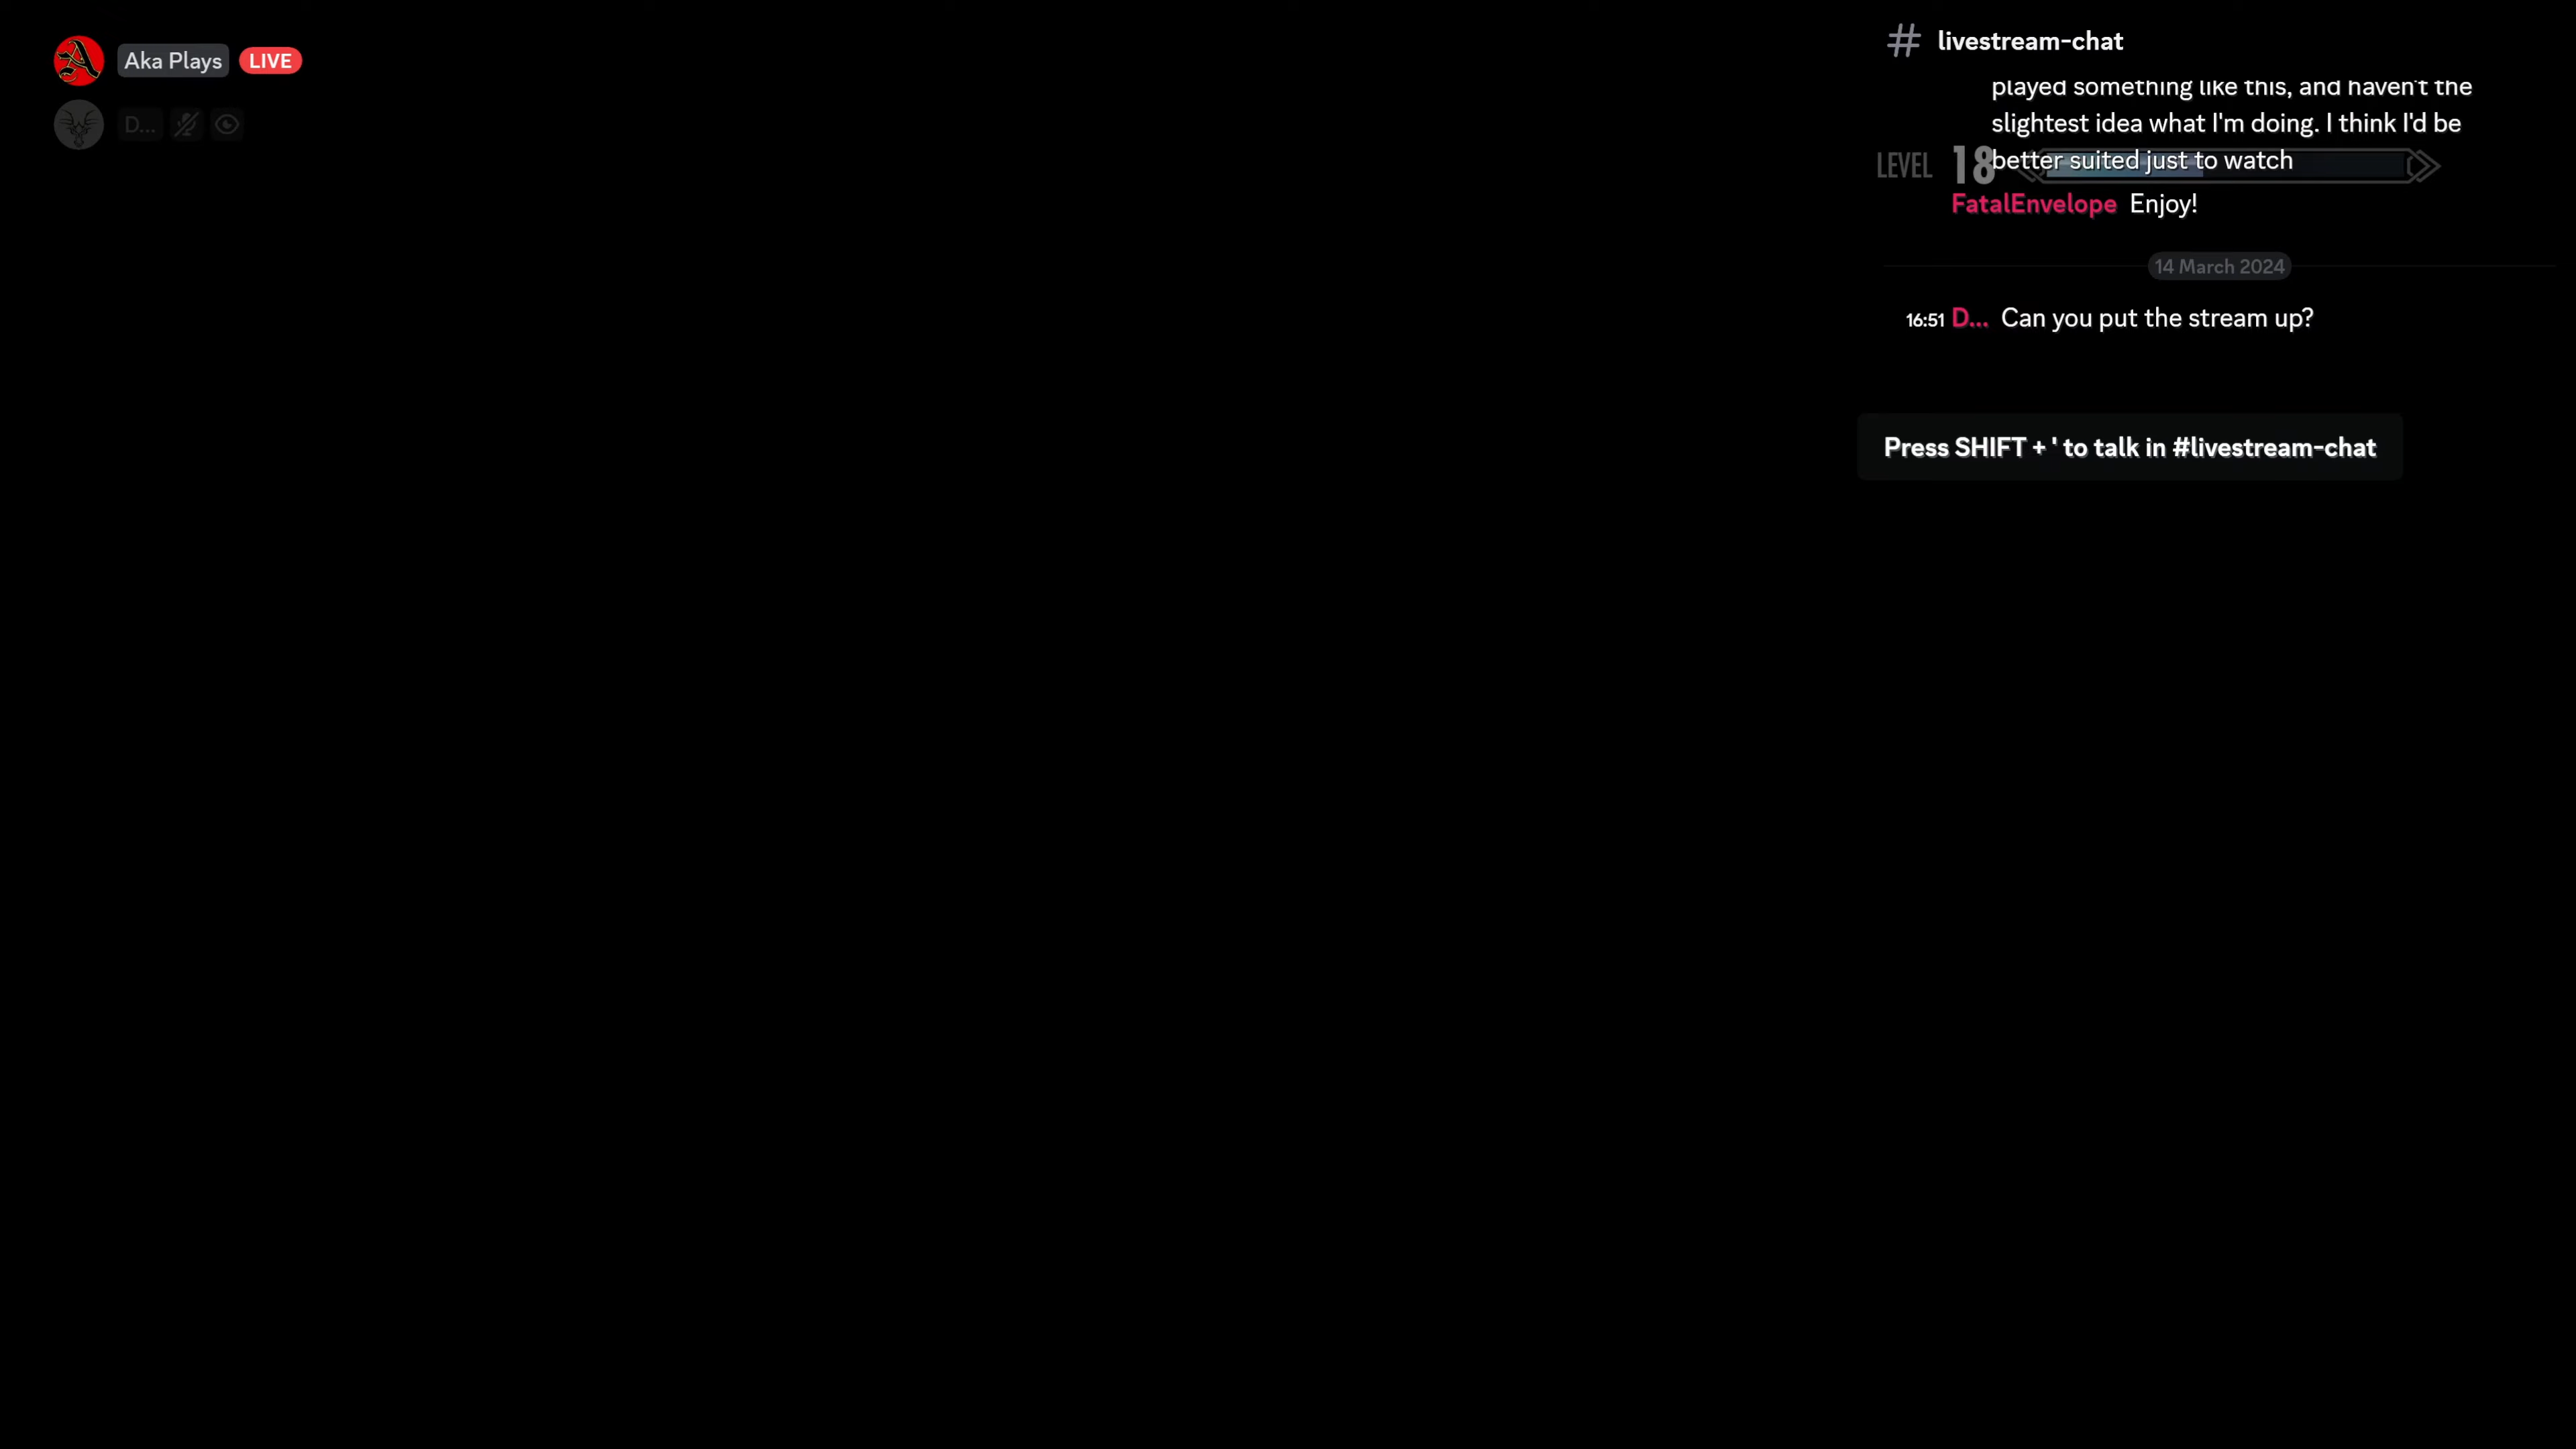 Aka Plays LIVE
D...
livestream-chat
played something like this, and haven't the
slightest idea what I'm doing. I think I'd be
better suited just to watch
LEVEL 18
FatalEnvelope Enjoy!
14 March 2024
16:51 D... Can you put the stream up?
Press SHIFT + ' to talk in #livestream-chat